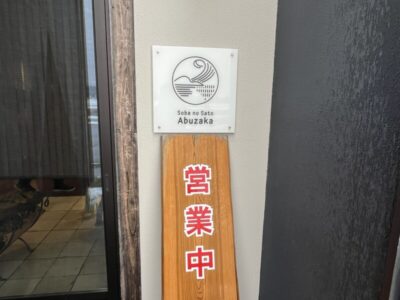 Soba no Sato
Abuzaka
営業中